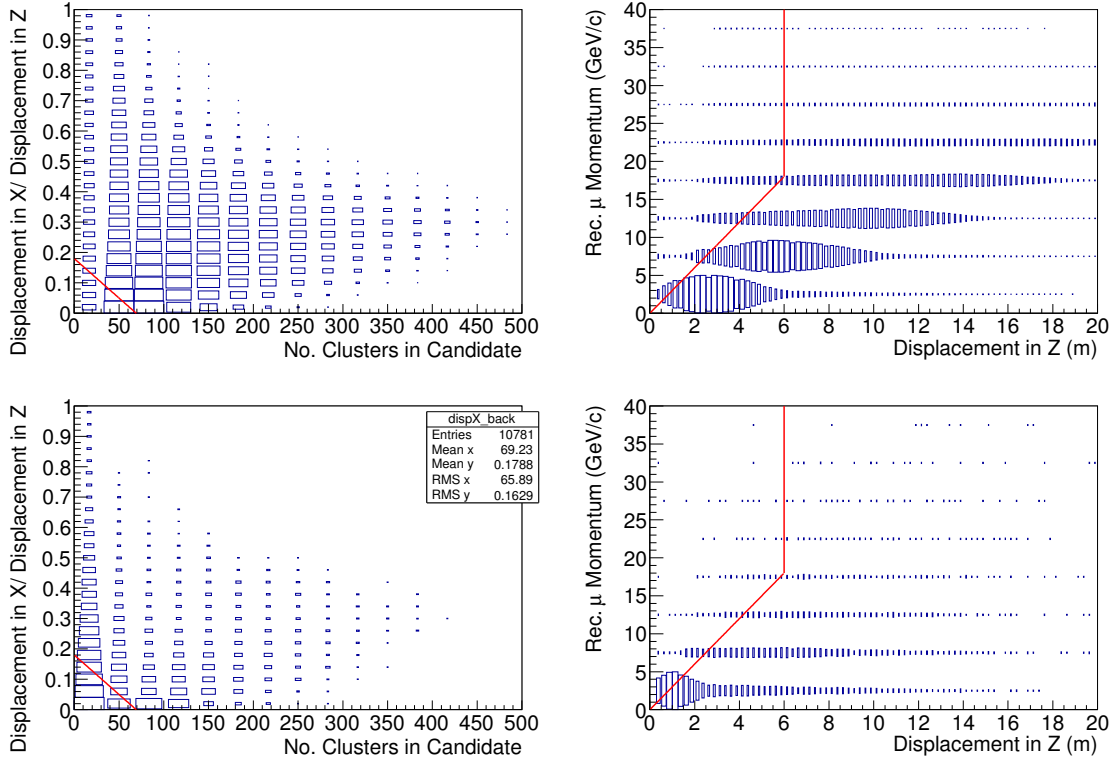 Displacement in X/ Displacement in Z
1
0.9
0.8
0.7
0.6
0.5
0.4
0.3
0.2
0.1
0
0 50 100 150 200 250 300 350 400 450 500
No. Clusters in Candidate
Rec. μ Momentum (GeV/c)
40
35
30
25
20
15
10
5
0
0 2 4 6 8 10 12 14 16 18 20
Displacement in Z (m)
Displacement in X/ Displacement in Z
1
0.9
0.8
0.7
0.6
0.5
0.4
0.3
0.2
0.1
0
0 50 100 150 200 250 300 350 400 450 500
No. Clusters in Candidate
dispX_back
Entries 10781
Mean x 69.23
Mean y 0.1788
RMS x 65.89
RMS y 0.1629
Rec. μ Momentum (GeV/c)
40
35
30
25
20
15
10
5
0
0 2 4 6 8 10 12 14 16 18 20
Displacement in Z (m)